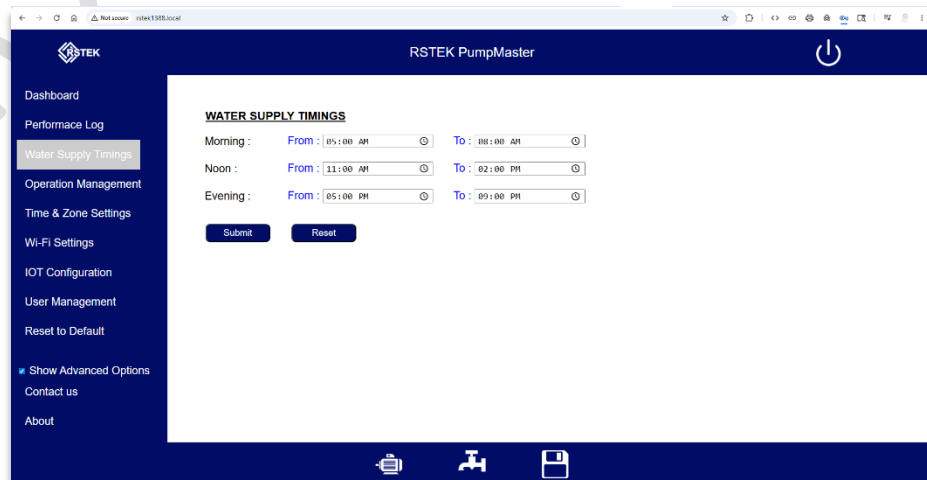 Not secure rstek1388.local
RSTEK
RSTEK PumpMaster
Dashboard
Performace Log
Water Supply Timings
Operation Management
Time & Zone Settings
Wi-Fi Settings
IOT Configuration
User Management
Reset to Default
Show Advanced Options
Contact us
About
WATER SUPPLY TIMINGS
Morning : From : 05:00 AM To : 08:00 AM
Noon : From : 11:00 AM To : 02:00 PM
Evening : From : 05:00 PM To : 09:00 PM
Submit Reset